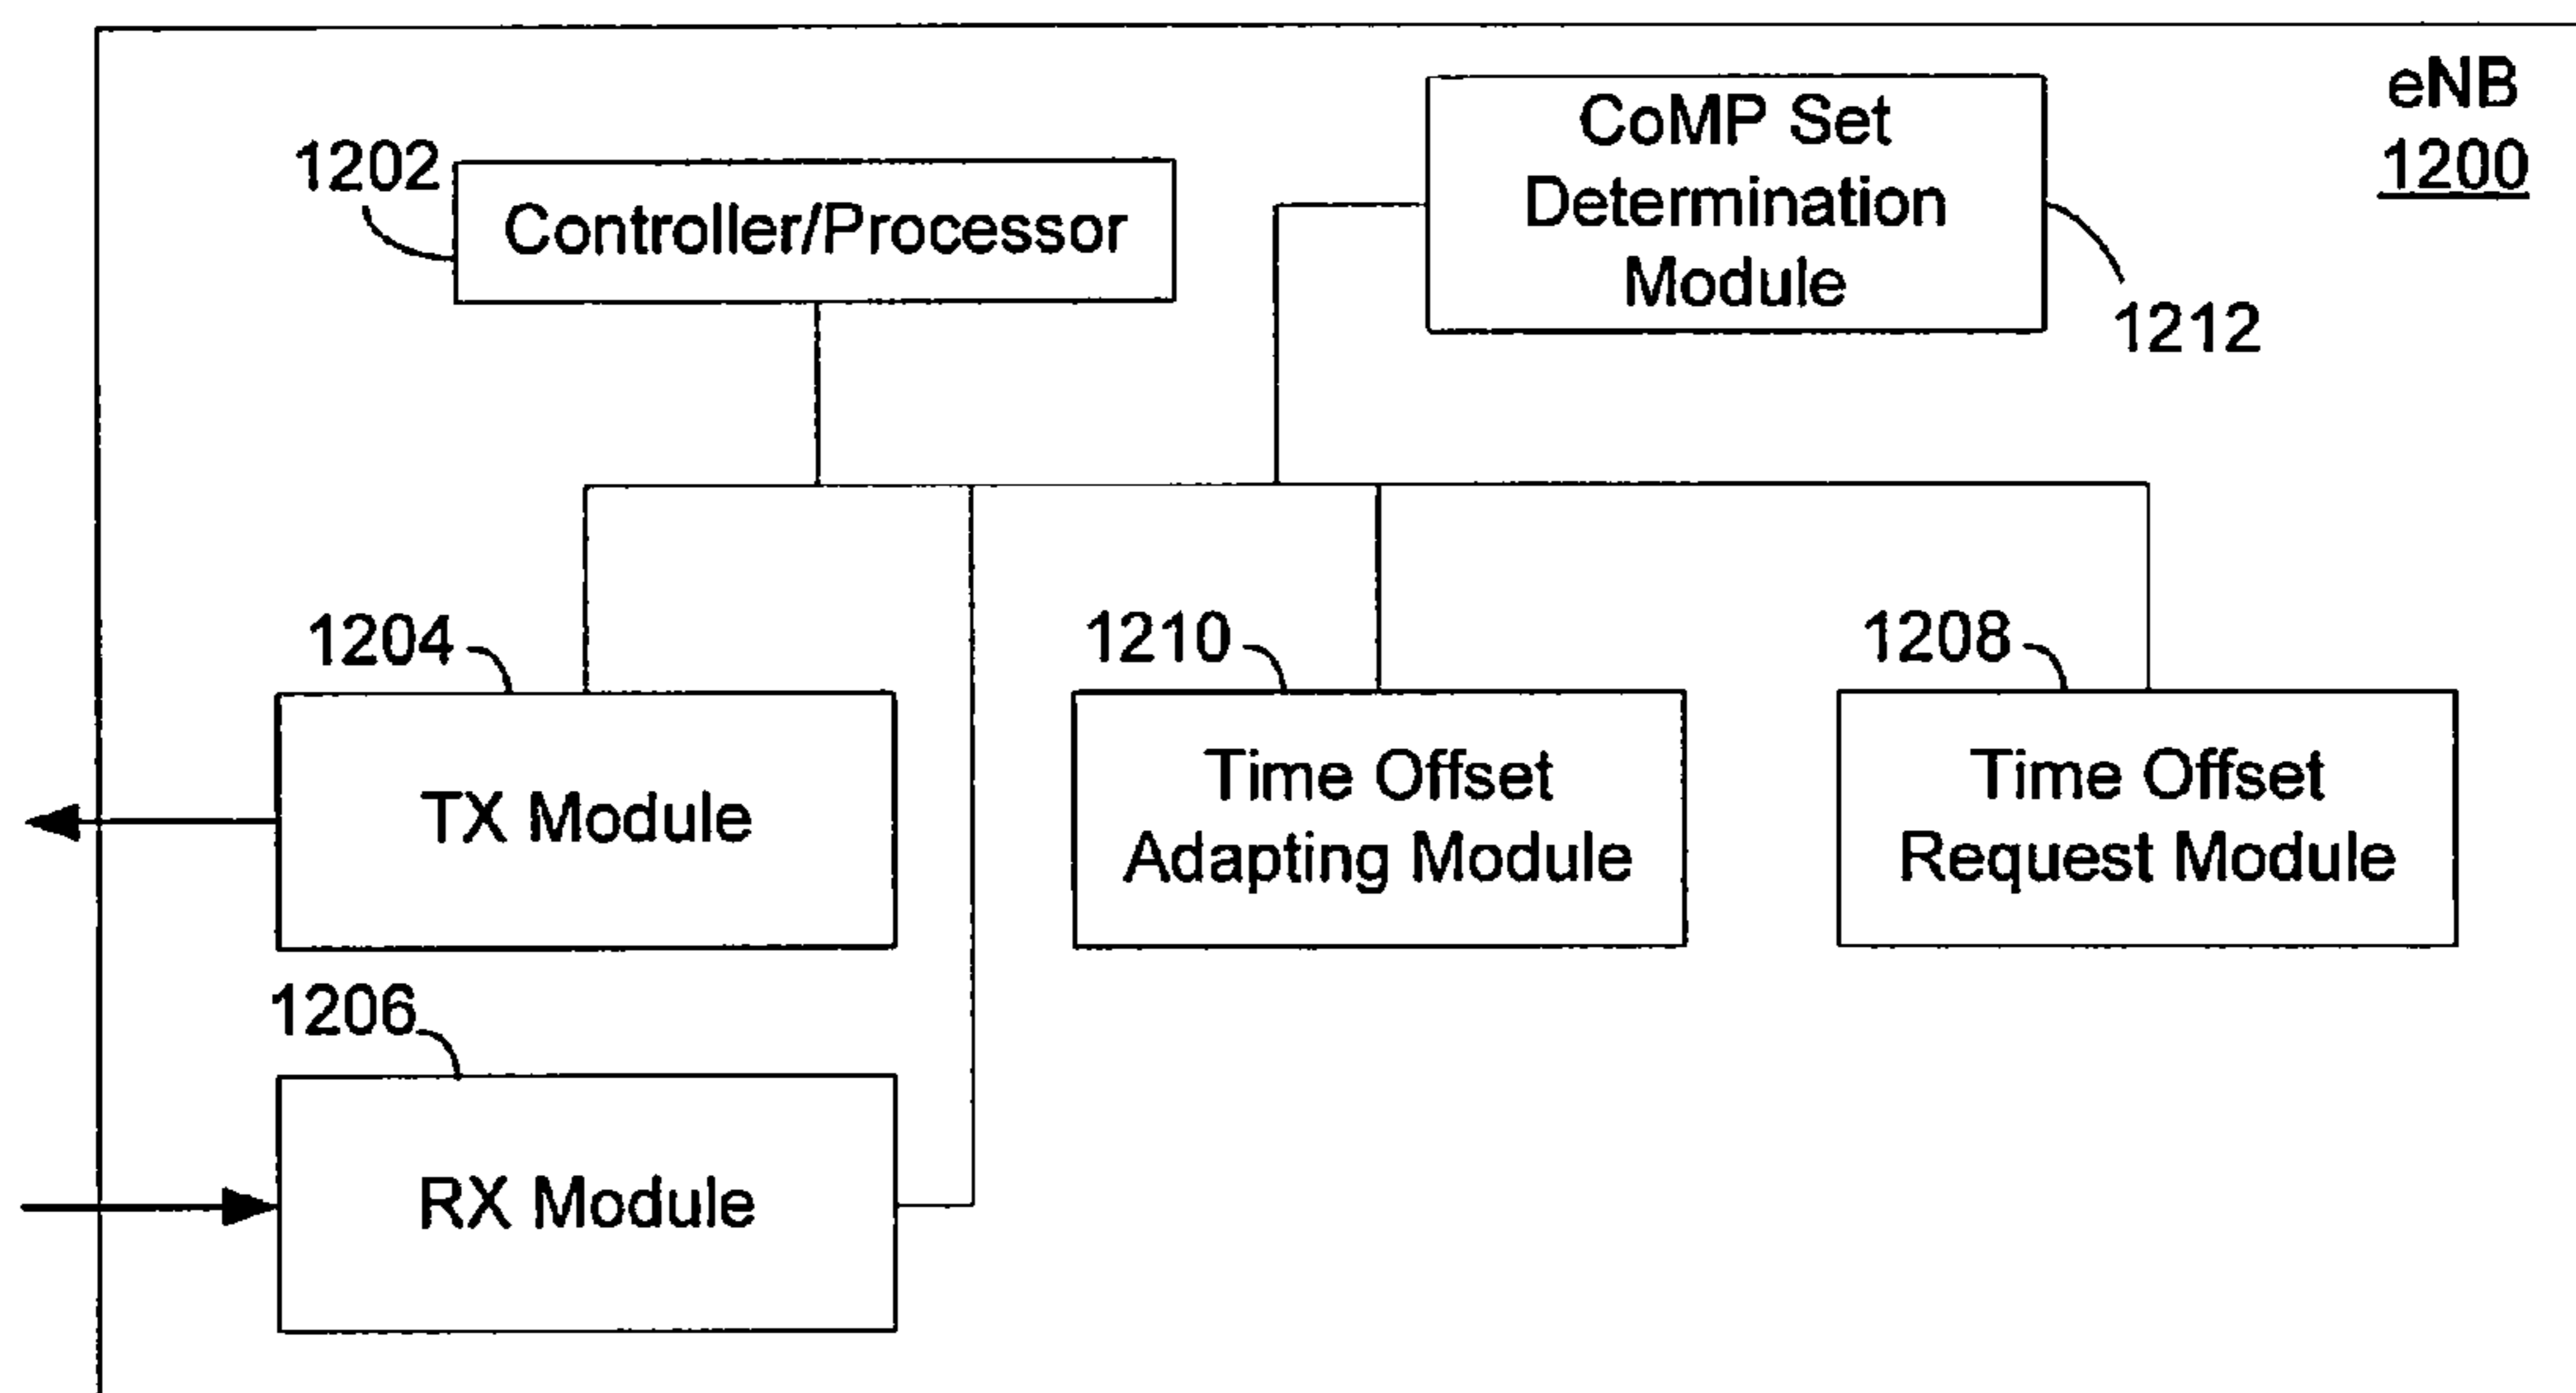 eNB
1200
1202
Controller/Processor
CoMP Set
Determination
Module
1212
1204
TX Module
1210
Time Offset
Adapting Module
1208
Time Offset
Request Module
1206
RX Module